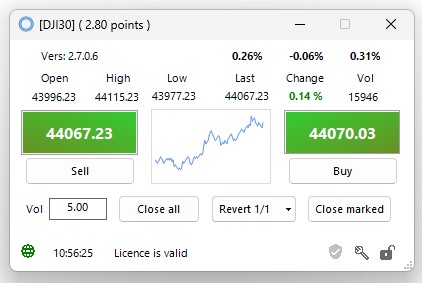 [DJI30] ( 2.80 points )
Vers: 2.7.0.6 0.26% -0.06% 0.31%
Open High Low Last Change Vol
43996.23 44115.23 43977.23 44067.23 0.14 % 15946
44067.23 44070.03
Sell Buy
Vol 5.00 Close all Revert 1/1 Close marked
10:56:25 Licence is valid